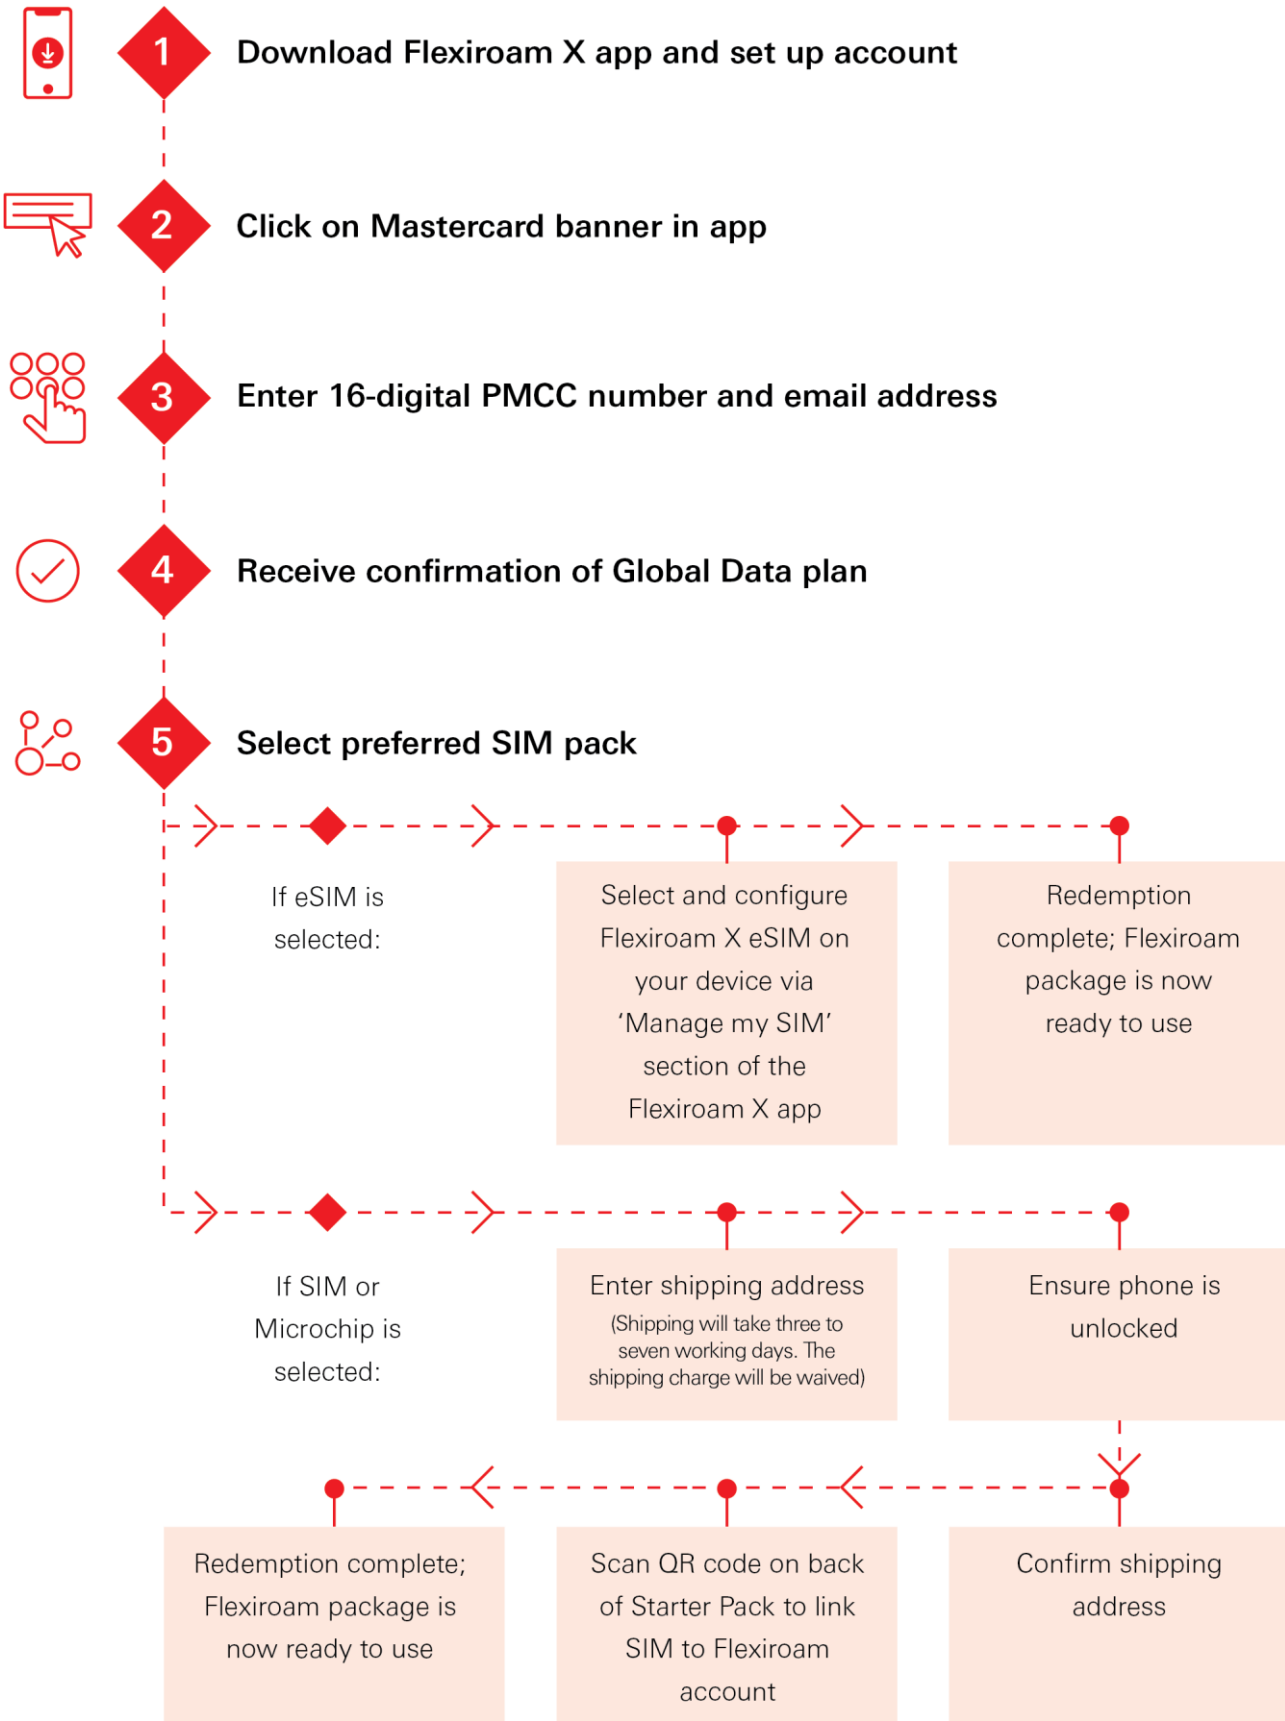 1
Download Flexiroam X app and set up account
2
Click on Mastercard banner in app
3
Enter 16-digital PMCC number and email address
4
Receive confirmation of Global Data plan
5
Select preferred SIM pack
If eSIM is
selected:
Select and configure
Flexiroam X eSIM on
your device via
‘Manage my SIM’
section of the
Flexiroam X app
Redemption
complete; Flexiroam
package is now
ready to use
If SIM or
Microchip is
selected:
Enter shipping address
(Shipping will take three to
seven working days. The
shipping charge will be waived)
Ensure phone is
unlocked
Confirm shipping
address
Scan QR code on back
of Starter Pack to link
SIM to Flexiroam
account
Redemption complete;
Flexiroam package is
now ready to use